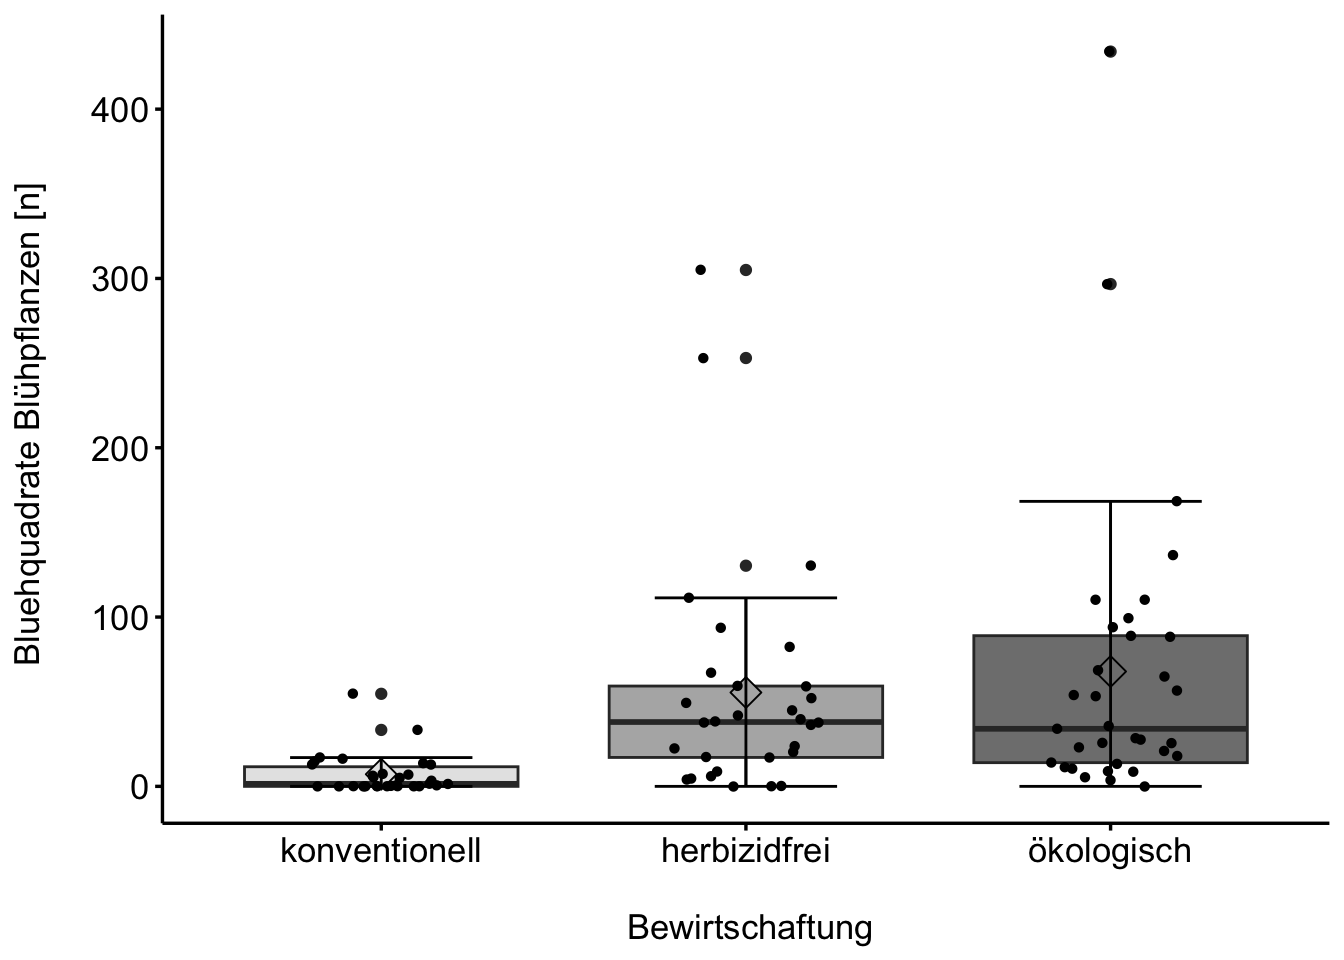 Bluehquadrate Blühpflanzen [n]
400
300
200
100
0
konventionell herbizidfrei ökologisch
Bewirtschaftung